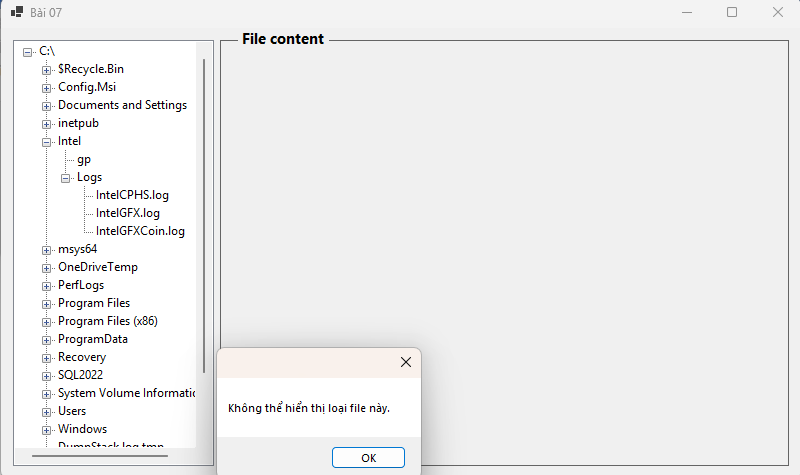 Bài 07
File content
C:\
$Recycle.Bin
Config.Msi
Documents and Settings
inetpub
Intel
gp
Logs
IntelCPHS.log
IntelGFX.log
IntelGFXCoin.log
msys64
OneDriveTemp
PerfLogs
Program Files
Program Files (x86)
ProgramData
Recovery
SQL2022
System Volume Informatio
Users
Windows
DumpStack.log.tmp
Không thể hiển thị loại file này.
OK